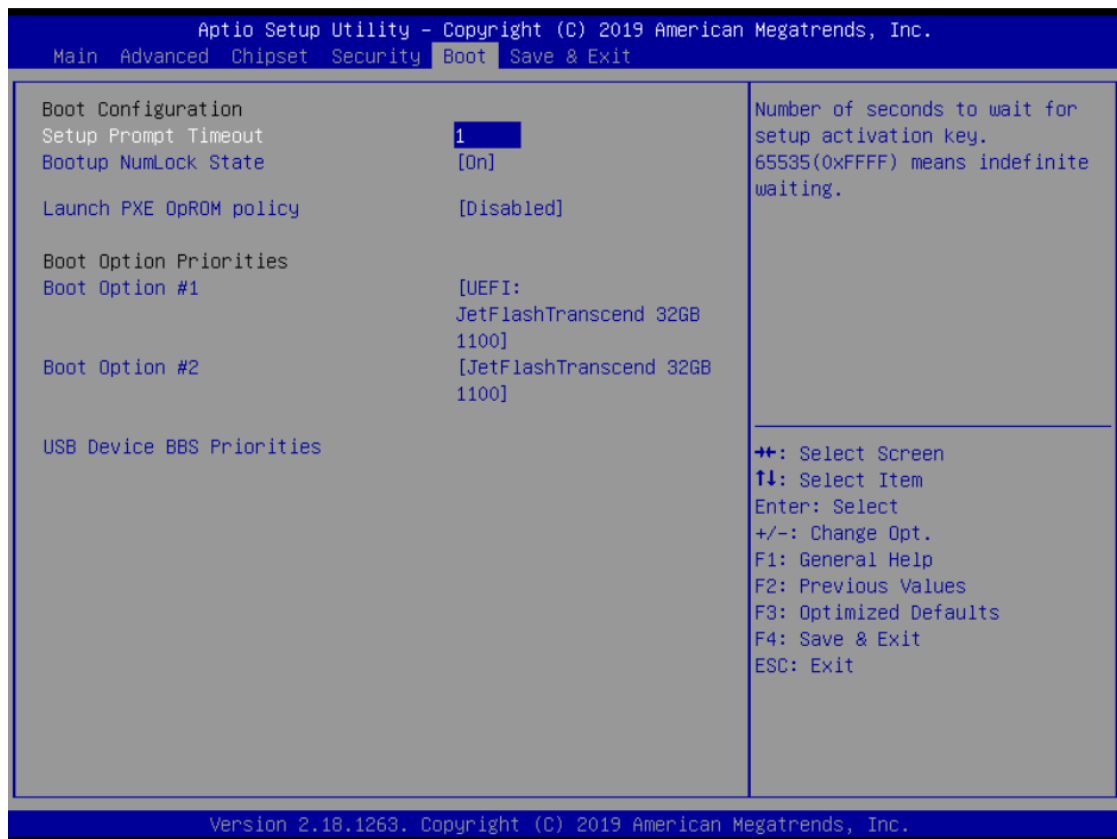 Aptio Setup Utility – Copyright (C) 2019 American Megatrends, Inc.
Main Advanced Chipset Security Boot Save & Exit
Boot Configuration
Setup Prompt Timeout 1
Bootup NumLock State [On]
Launch PXE OpROM policy [Disabled]
Boot Option Priorities
Boot Option #1 [UEFI:
JetFlashTranscend 32GB
1100]
Boot Option #2 [JetFlashTranscend 32GB
1100]
USB Device BBS Priorities
Number of seconds to wait for
setup activation key.
65535(0xFFFF) means indefinite
waiting.
→←: Select Screen
↑↓: Select Item
Enter: Select
+/-: Change Opt.
F1: General Help
F2: Previous Values
F3: Optimized Defaults
F4: Save & Exit
ESC: Exit
Version 2.18.1263. Copyright (C) 2019 American Megatrends, Inc.